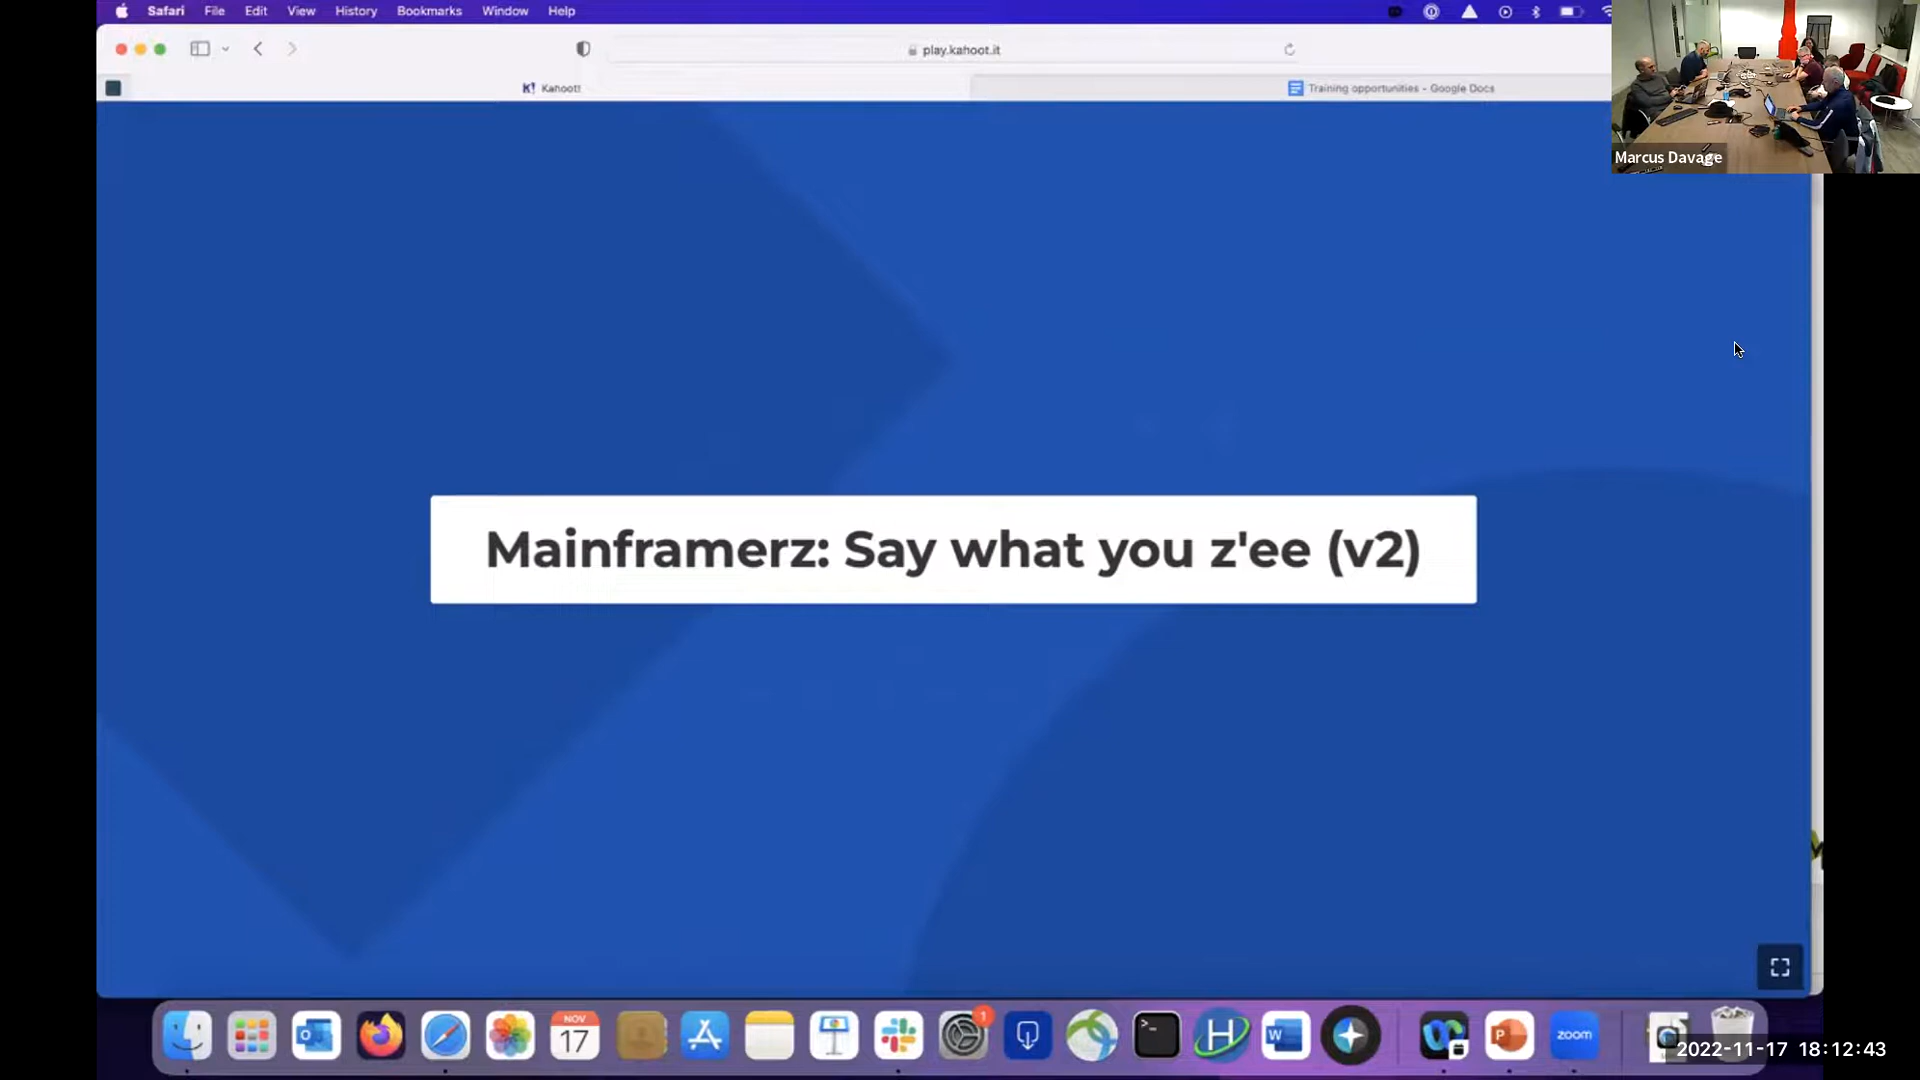 Safari File Edit View History Bookmarks Window Help
play.kahoot.it
K! Kahoot!
Training opportunities - Google Docs
Marcus Davage
Mainframerz: Say what you z'ee (v2)
1
NOV
17
W
P
zoom
2022-11-17 18:12:43